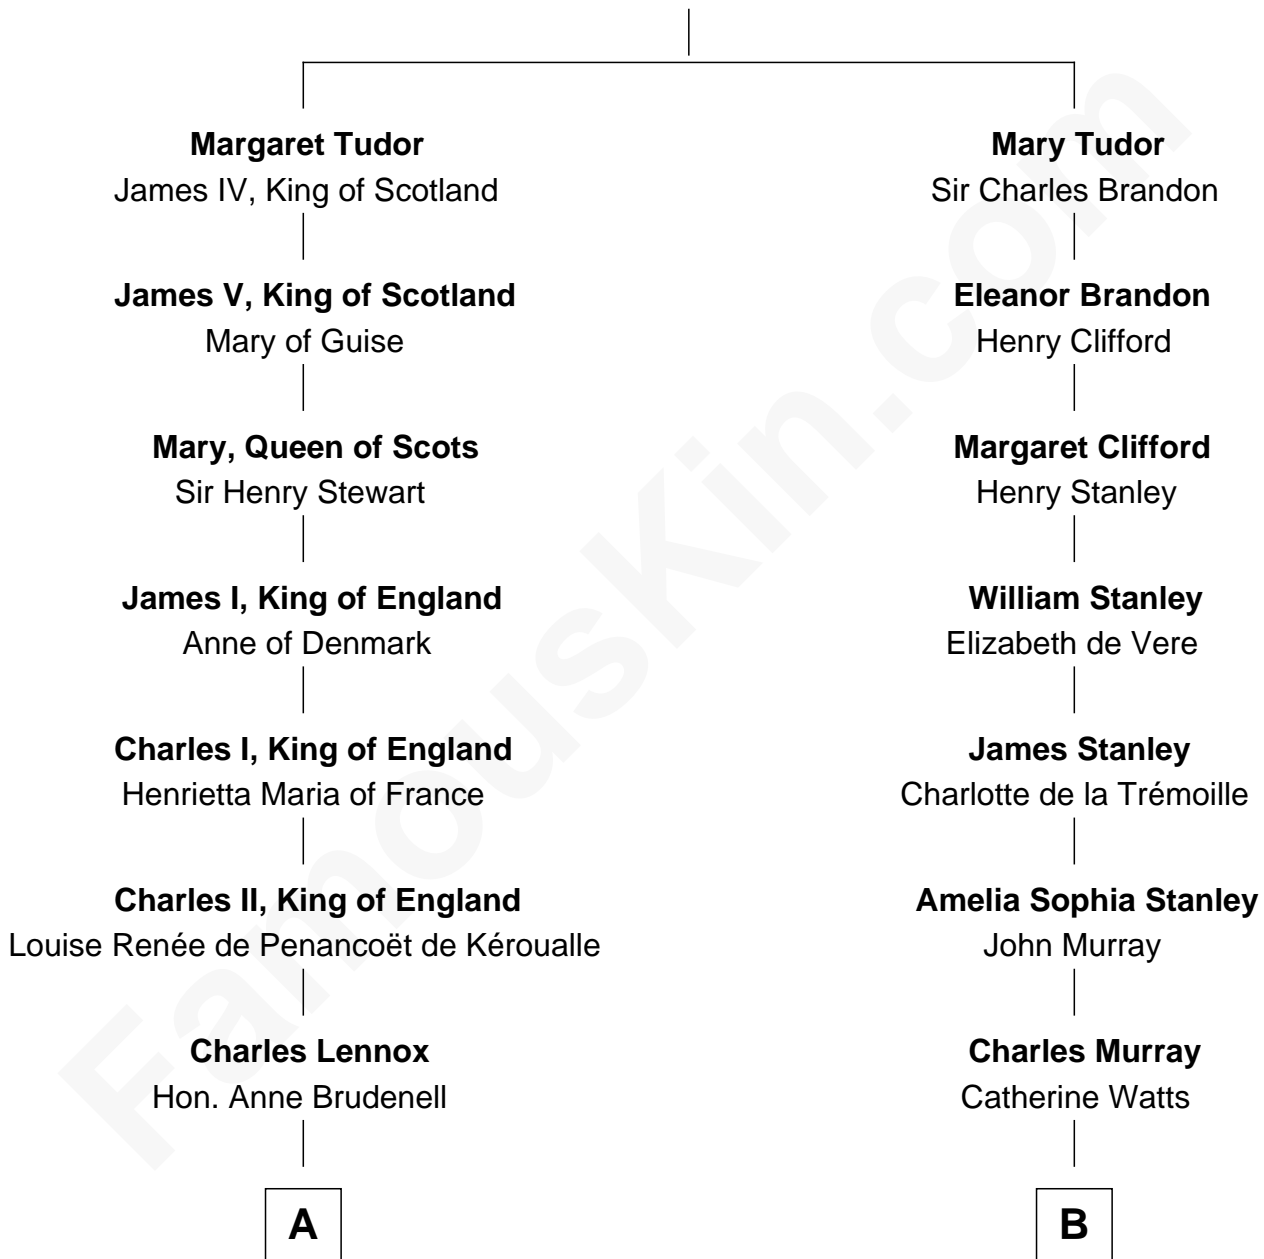 Margaret Tudor
James IV, King of Scotland
James V, King of Scotland
Mary of Guise
Mary, Queen of Scots
Sir Henry Stewart
James I, King of England
Anne of Denmark
Charles I, King of England
Henrietta Maria of France
Charles II, King of England
Louise Renée de Penancoët de Kéroualle
Charles Lennox
Hon. Anne Brudenell
A
Mary Tudor
Sir Charles Brandon
Eleanor Brandon
Henry Clifford
Margaret Clifford
Henry Stanley
William Stanley
Elizabeth de Vere
James Stanley
Charlotte de la Trémoille
Amelia Sophia Stanley
John Murray
Charles Murray
Catherine Watts
B
FamousKin.com